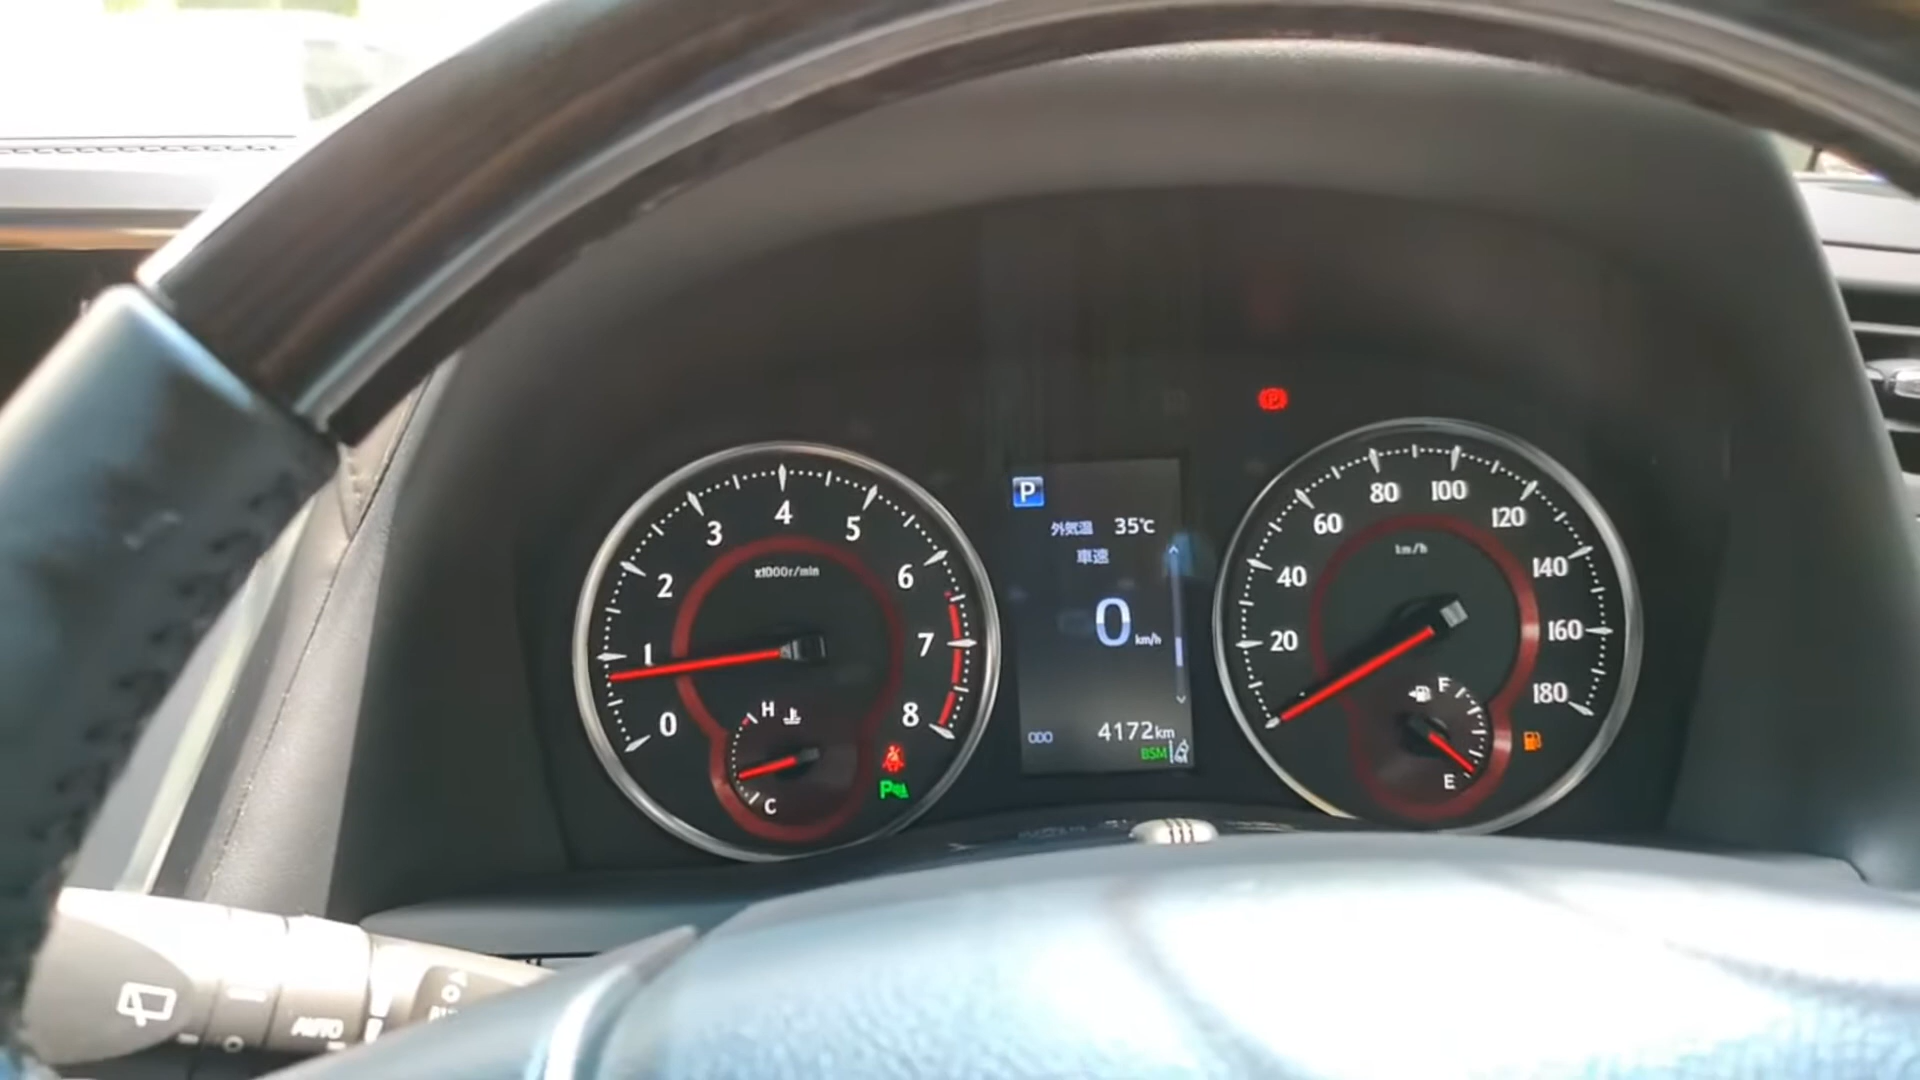 0
1
2
3
4
5
6
7
8
x1000r/min
H
C
P
P
外気温 35℃
車速
0 km/h
ODO 4172km
BSM
(P)
20
40
60
80
100
120
140
160
180
km/h
F
E
AUTO